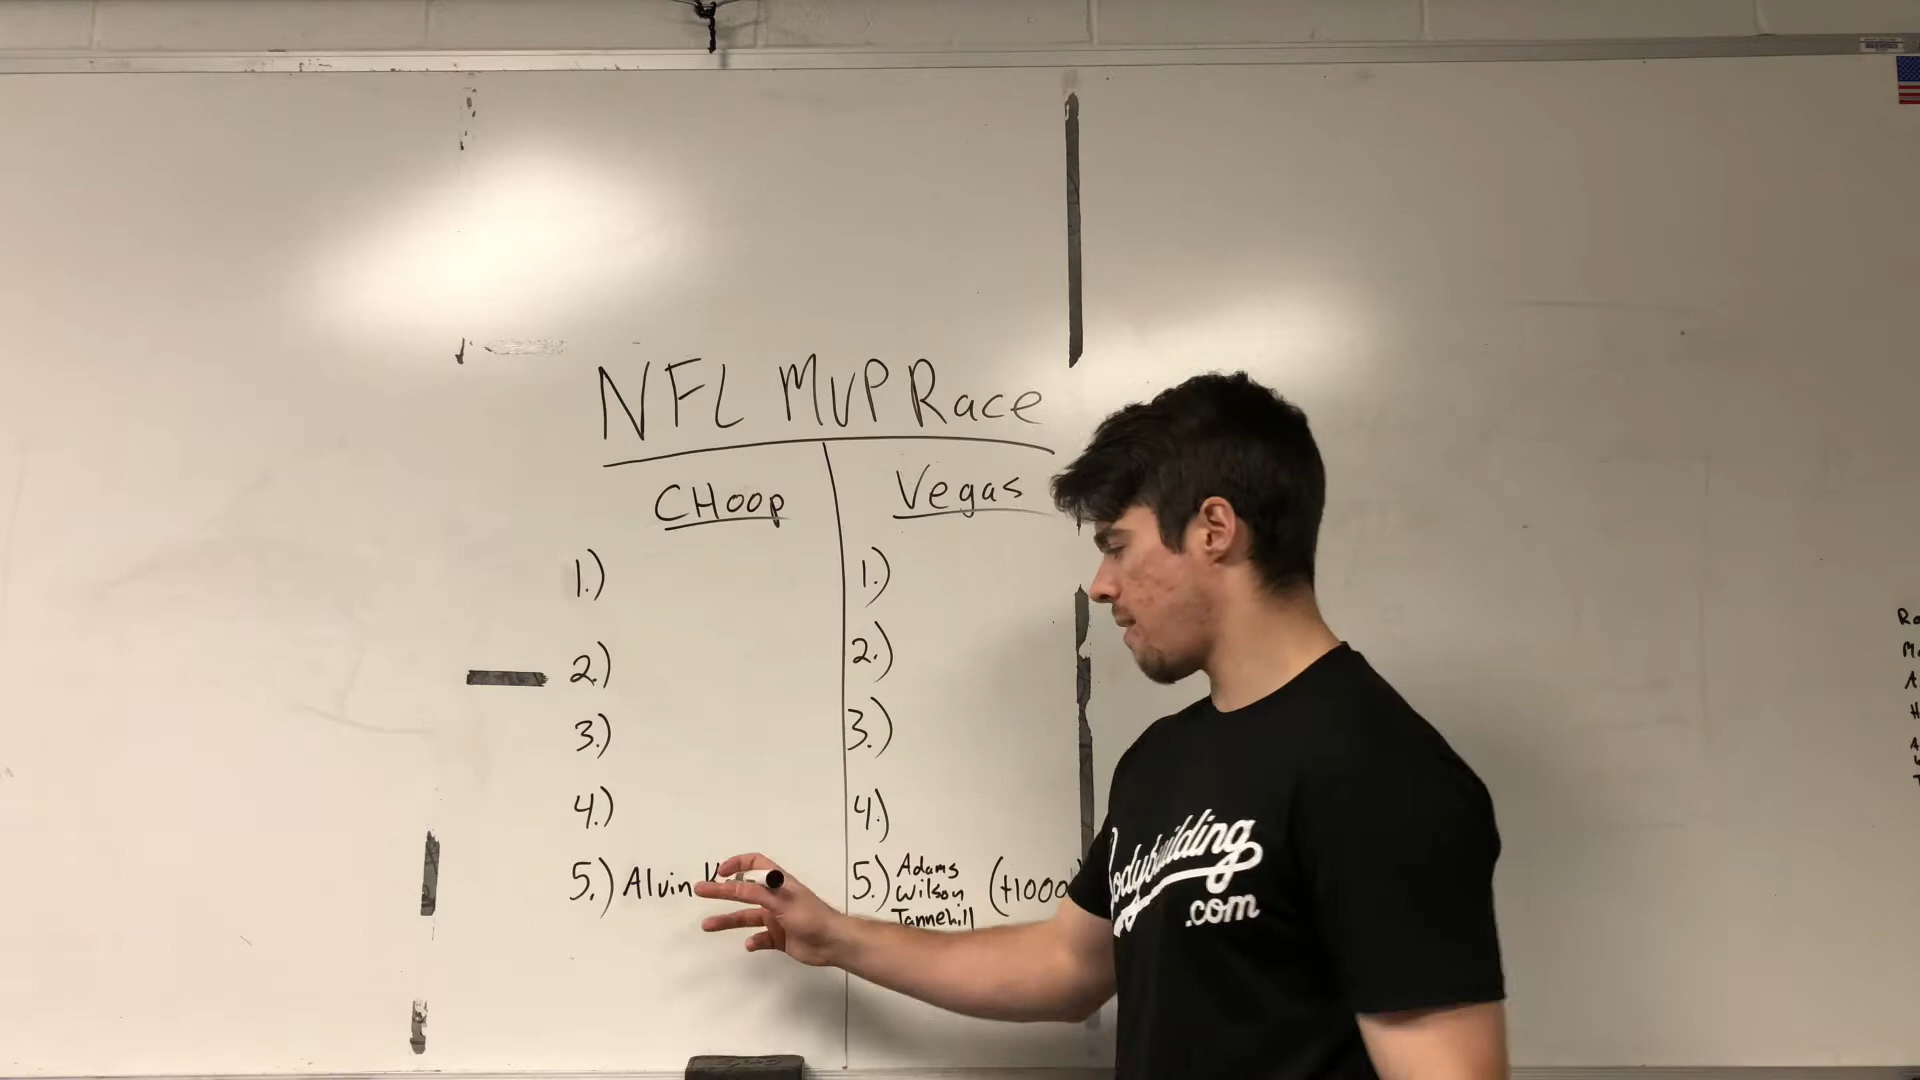 NFL MVP Race
CHoop
Vegas
1.)
1.)
2.)
2.)
3.)
3.)
4.)
4.)
5.) Alvin
5.) Adams
Wilson (+1000
Tannehill
Bodybuilding
.com